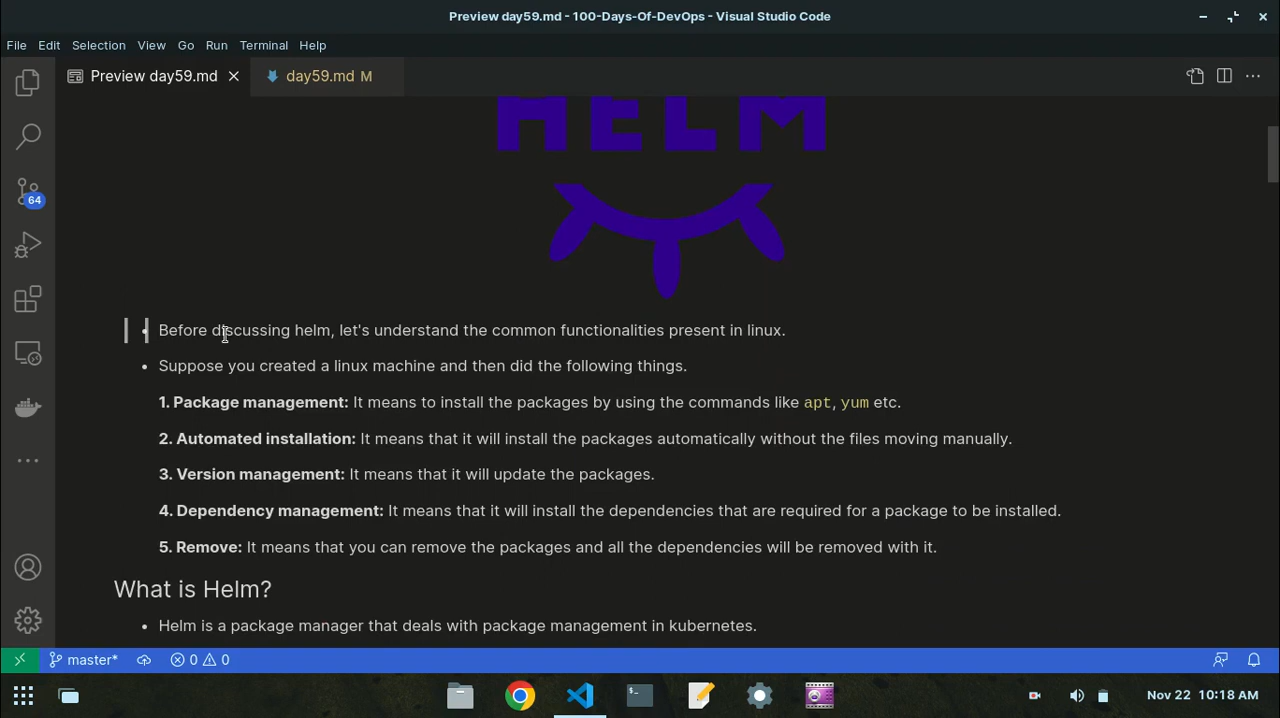 Preview day59.md - 100-Days-Of-DevOps - Visual Studio Code
File Edit Selection View Go Run Terminal Help
Preview day59.md day59.md M
HELM
64
Before discussing helm, let's understand the common functionalities present in linux.
Suppose you created a linux machine and then did the following things.
1. Package management: It means to install the packages by using the commands like apt, yum etc.
2. Automated installation: It means that it will install the packages automatically without the files moving manually.
3. Version management: It means that it will update the packages.
4. Dependency management: It means that it will install the dependencies that are required for a package to be installed.
5. Remove: It means that you can remove the packages and all the dependencies will be removed with it.
What is Helm?
Helm is a package manager that deals with package management in kubernetes.
master* 0 0
Nov 22 10:18 AM